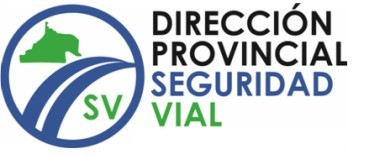 SV
DIRECCIÓN
PROVINCIAL
SEGURIDAD
VIAL